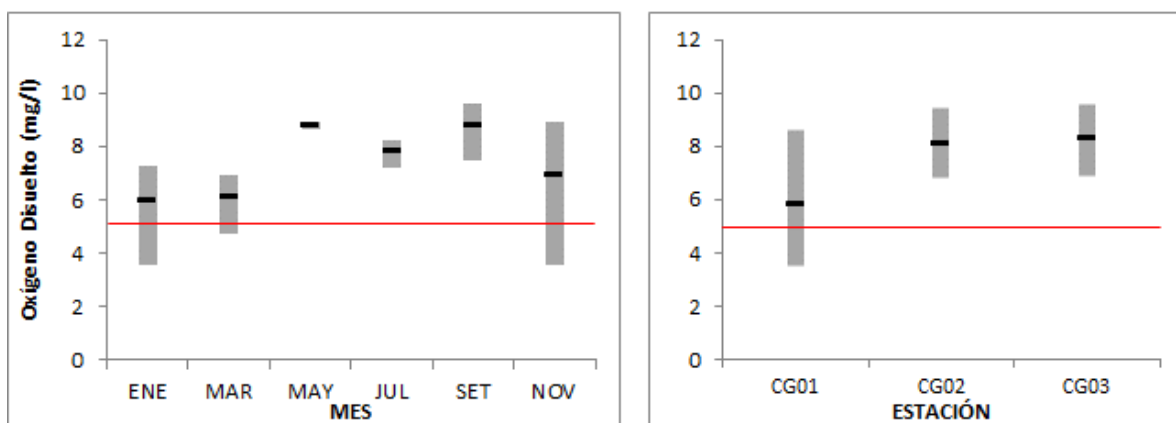 Oxígeno Disuelto (mg/l)
12
10
8
6
4
2
0
ENE MAR MAY JUL SET NOV
MES
12
10
8
6
4
2
0
CG01 CG02 CG03
ESTACIÓN